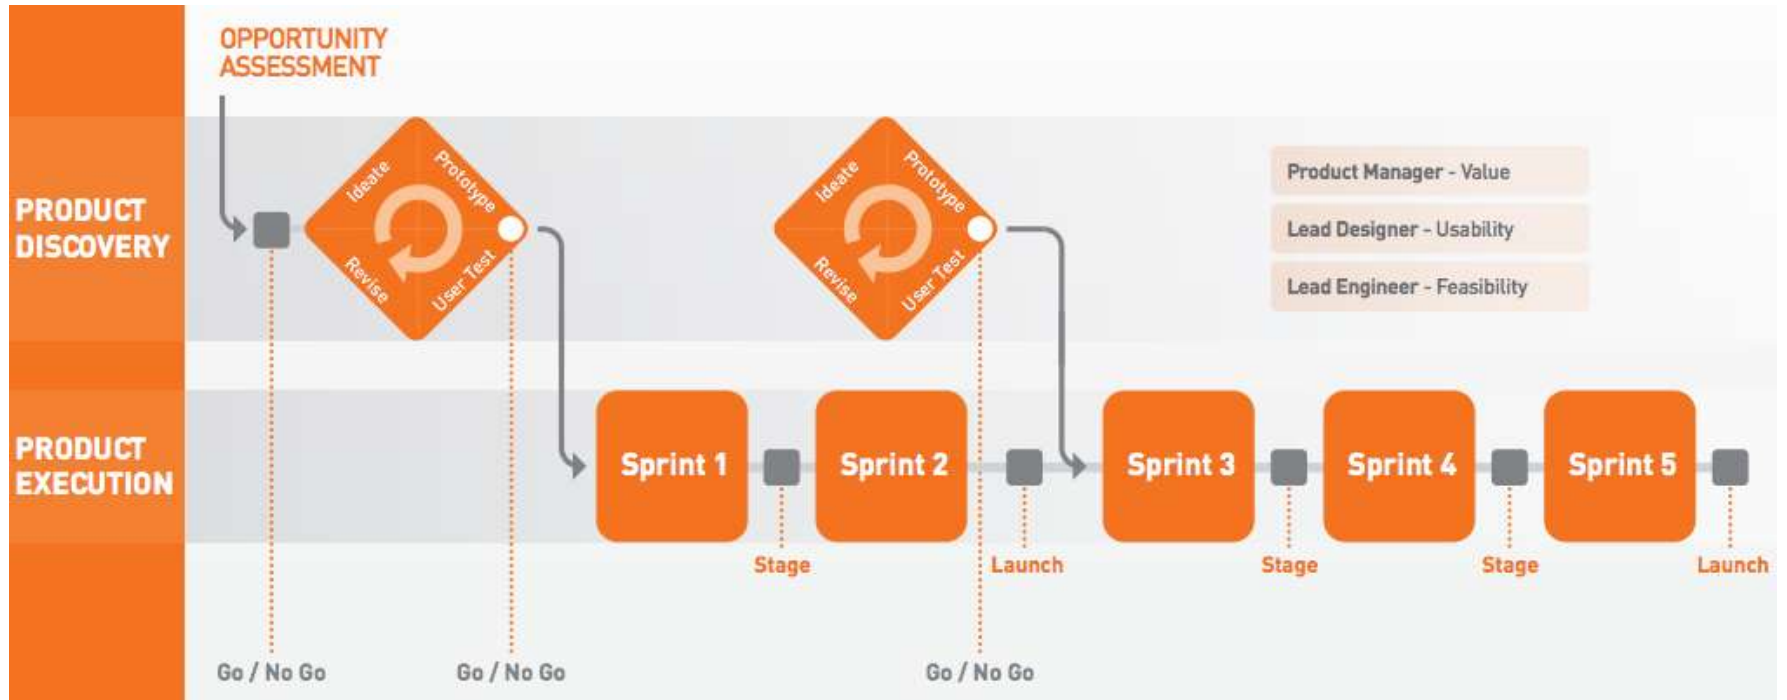 OPPORTUNITY
ASSESSMENT
PRODUCT
DISCOVERY
Ideate
Prototype
Revise
User Test
Ideate
Prototype
Revise
User Test
Product Manager - Value
Lead Designer - Usability
Lead Engineer - Feasibility
PRODUCT
EXECUTION
Sprint 1
Sprint 2
Sprint 3
Sprint 4
Sprint 5
Stage
Launch
Stage
Stage
Launch
Go / No Go
Go / No Go
Go / No Go